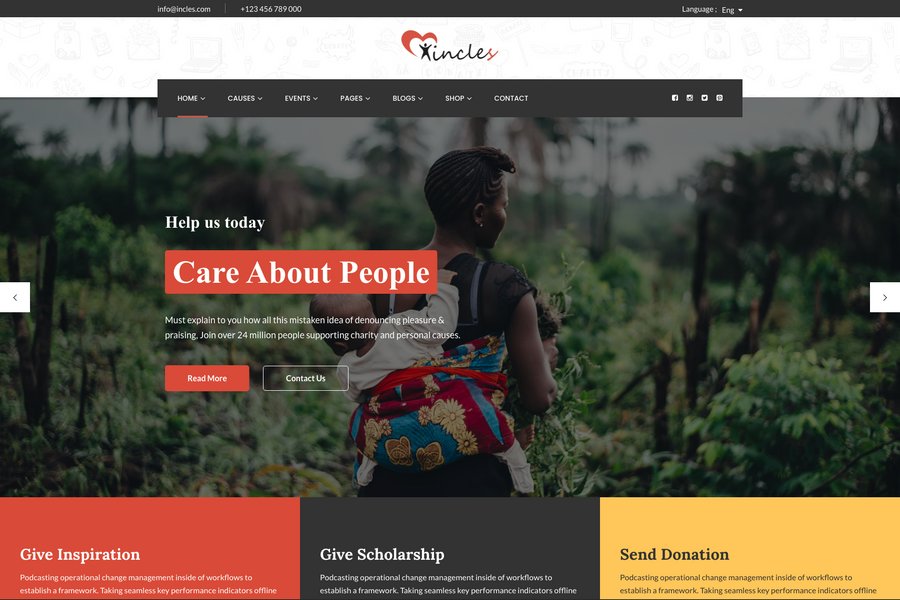 info@incles.com
+123 456 789 000
Language : Eng
incles
HOME CAUSES EVENTS PAGES BLOGS SHOP CONTACT
Help us today
Care About People
Must explain to you how all this mistaken idea of denouncing pleasure &
praising, Join over 24 million people supporting charity and personal causes.
Read More
Contact Us
Give Inspiration
Podcasting operational change management inside of workflows to
establish a framework. Taking seamless key performance indicators offline
Give Scholarship
Podcasting operational change management inside of workflows to
establish a framework. Taking seamless key performance indicators offline
Send Donation
Podcasting operational change management inside of workflows to
establish a framework. Taking seamless key performance indicators offline